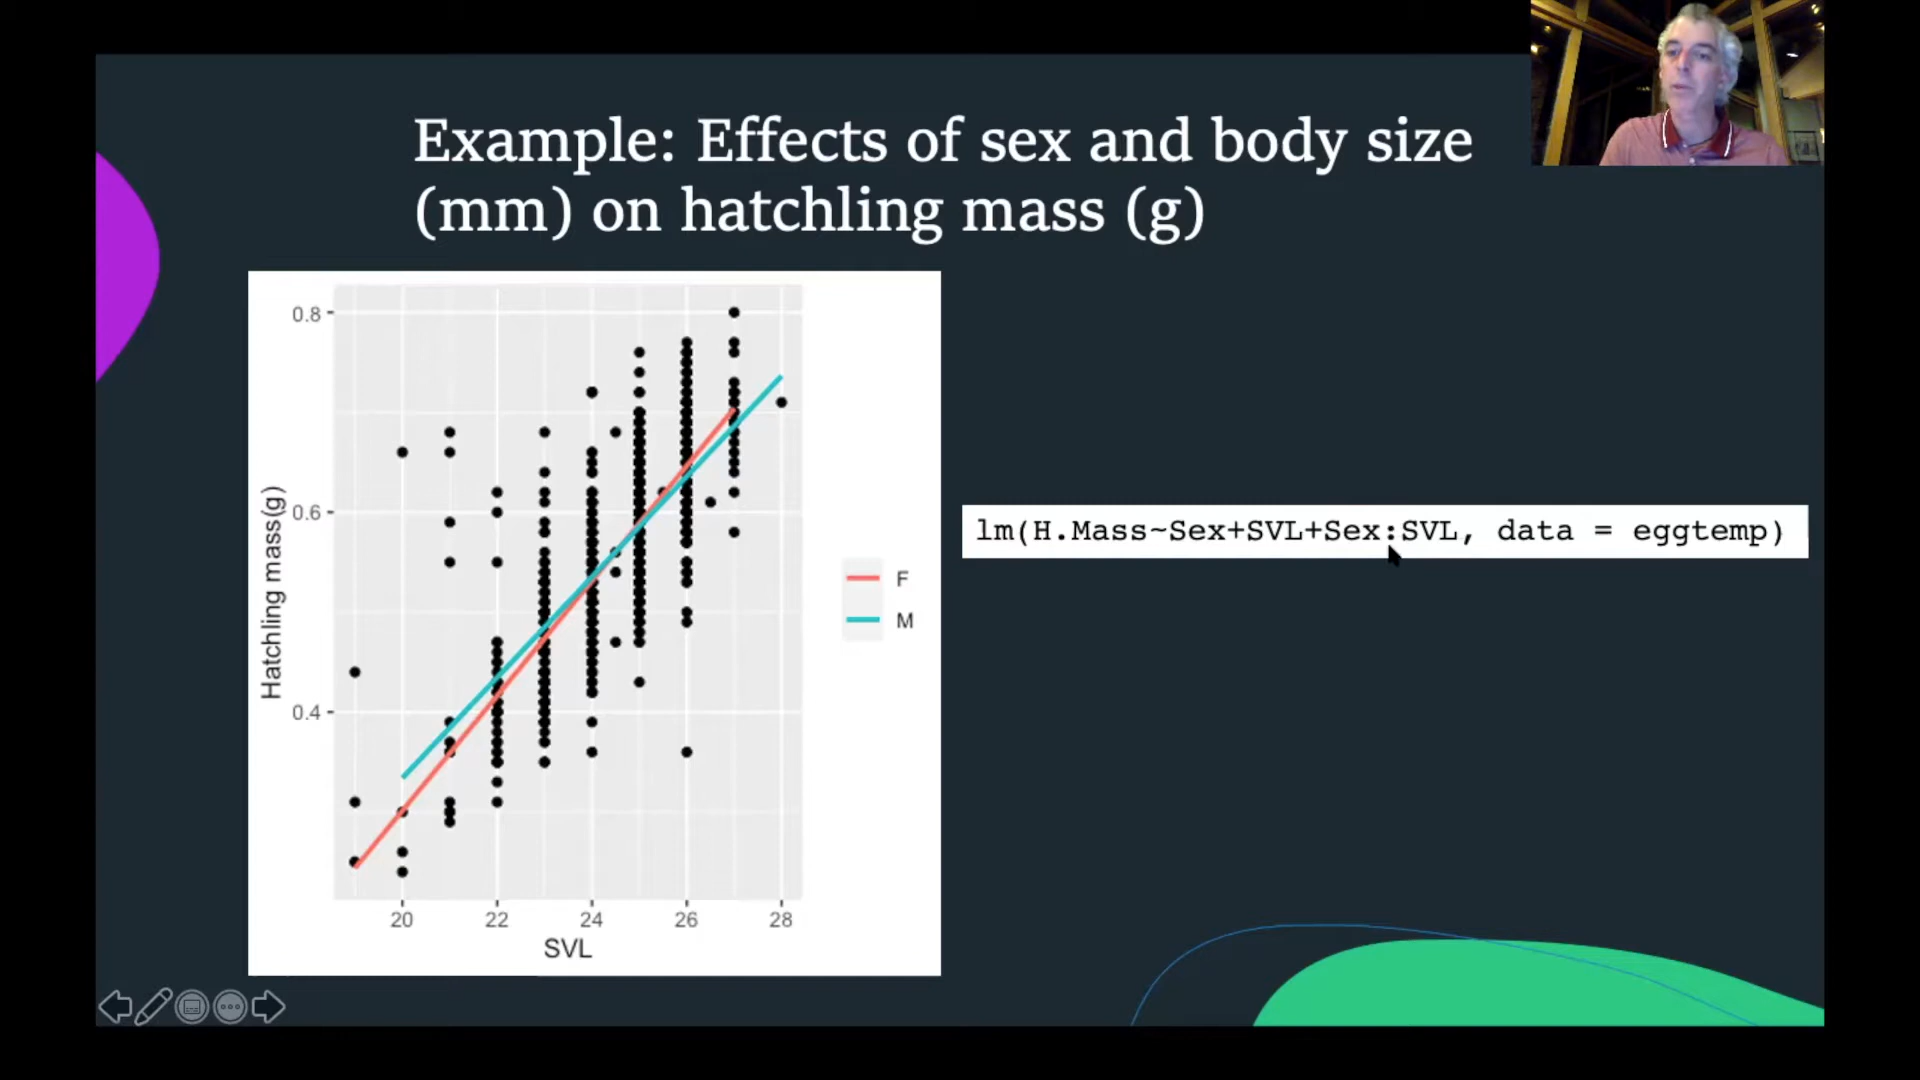 Example: Effects of sex and body size
(mm) on hatchling mass (g)
0.8
0.6
0.4
Hatchling mass(g)
20 22 24 26 28
SVL
F
M
lm(H.Mass~Sex+SVL+Sex:SVL, data = eggtemp)